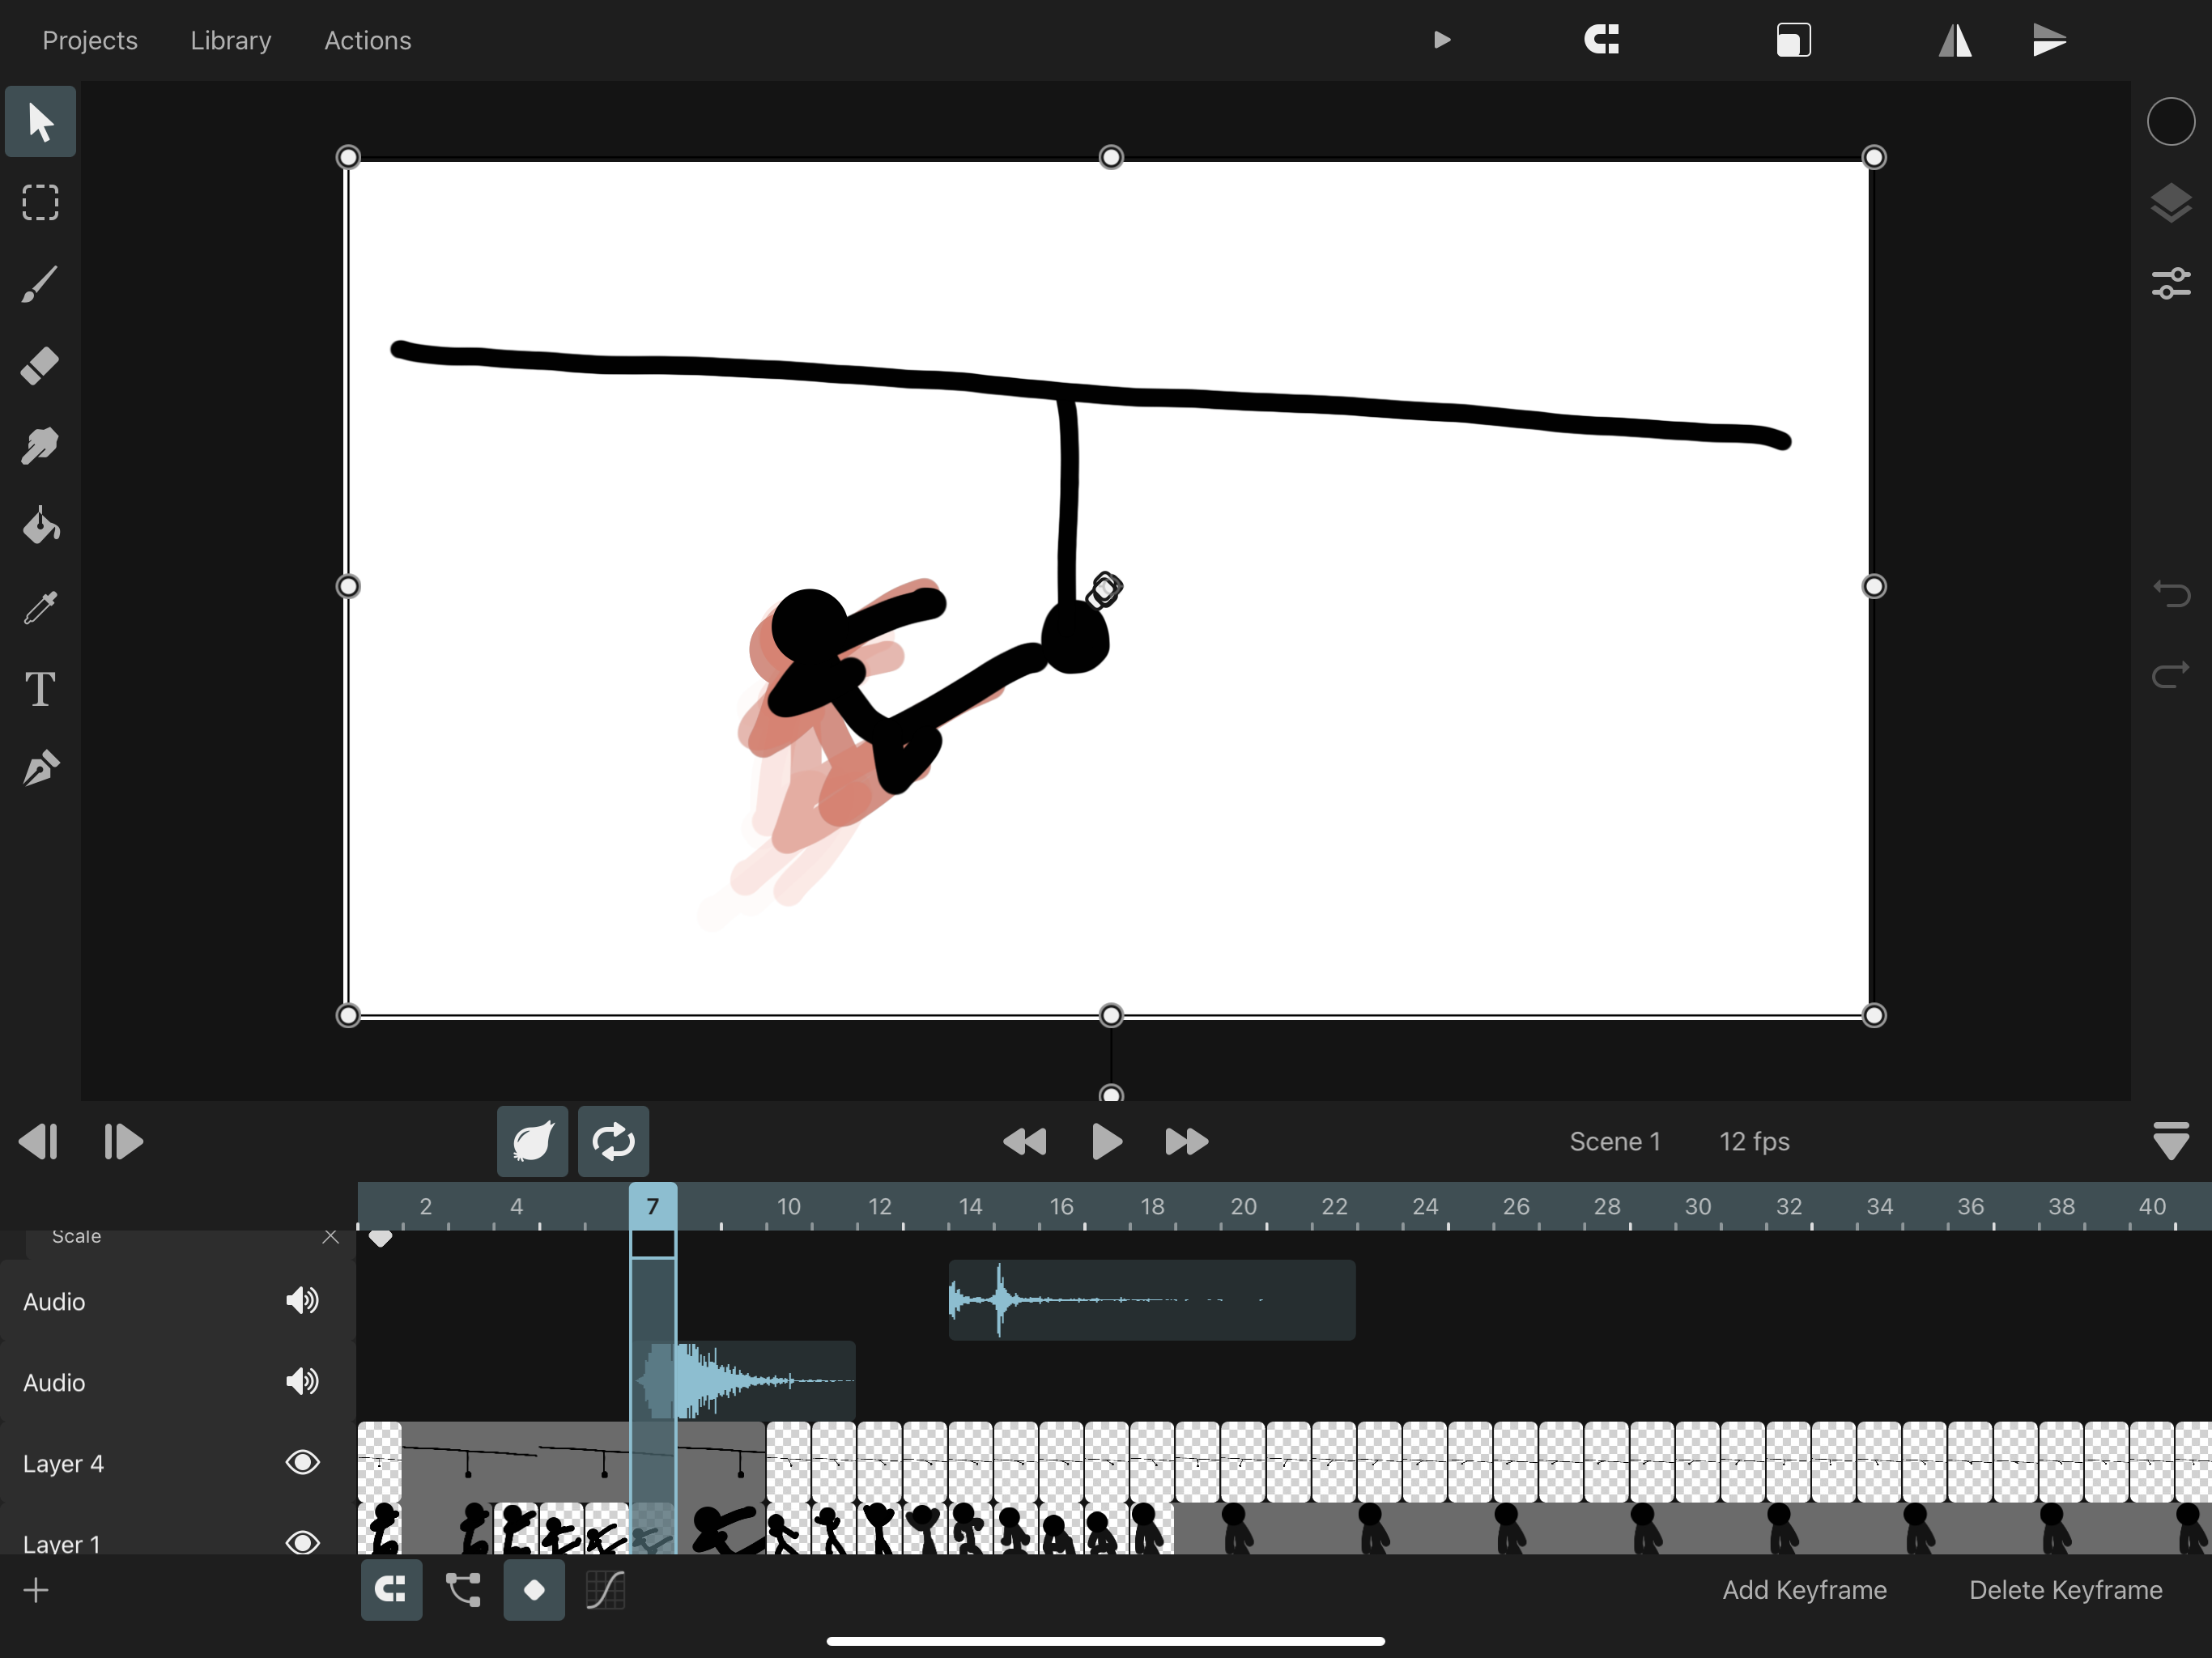 Projects Library Actions
T
Scene 1 12 fps
2 4 7 10 12 14 16 18 20 22 24 26 28 30 32 34 36 38 40
Scale
Audio
Audio
Layer 4
Layer 1
Add Keyframe Delete Keyframe